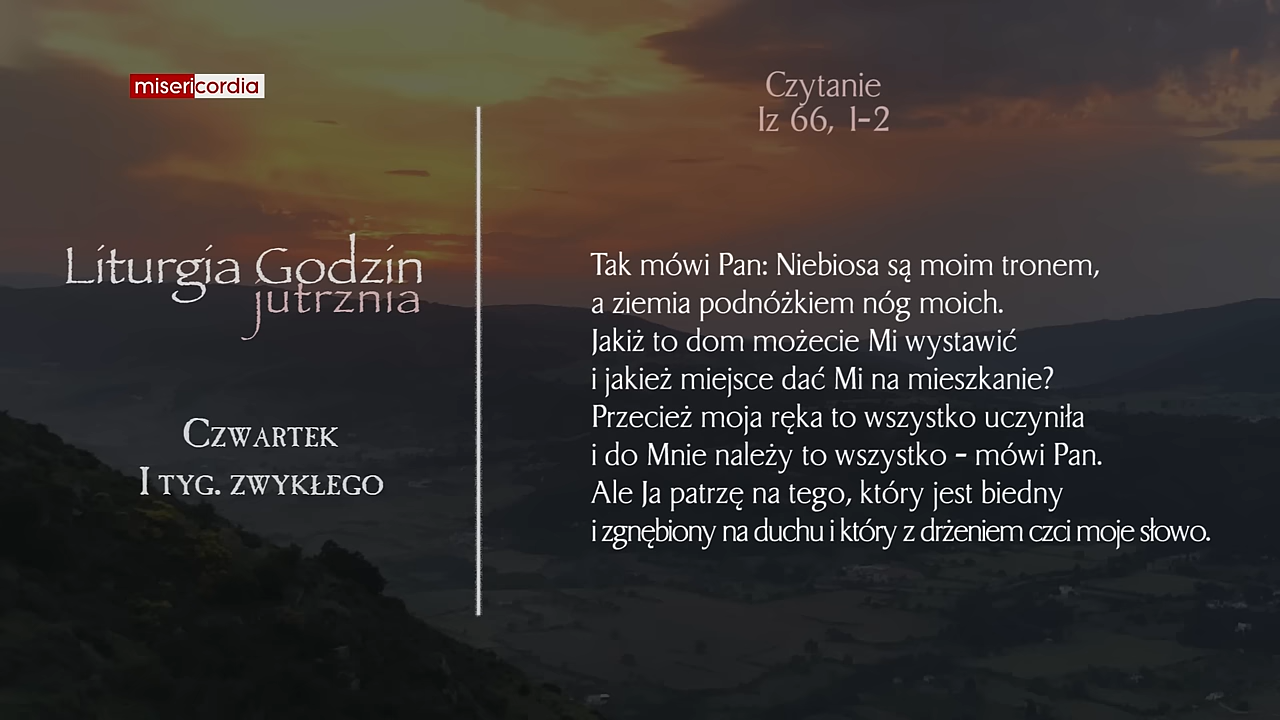 misericordia
Liturgia Godzin
jutrznia
Czwartek
I tyg. zwykłego
Czytanie
Iz 66, 1-2
Tak mówi Pan: Niebiosa są moim tronem,
a ziemia podnóżkiem nóg moich.
Jakiż to dom możecie Mi wystawić
i jakież miejsce dać Mi na mieszkanie?
Przecież moja ręka to wszystko uczyniła
i do Mnie należy to wszystko – mówi Pan.
Ale Ja patrzę na tego, który jest biedny
i zgnębiony na duchu i który z drżeniem czci moje słowo.